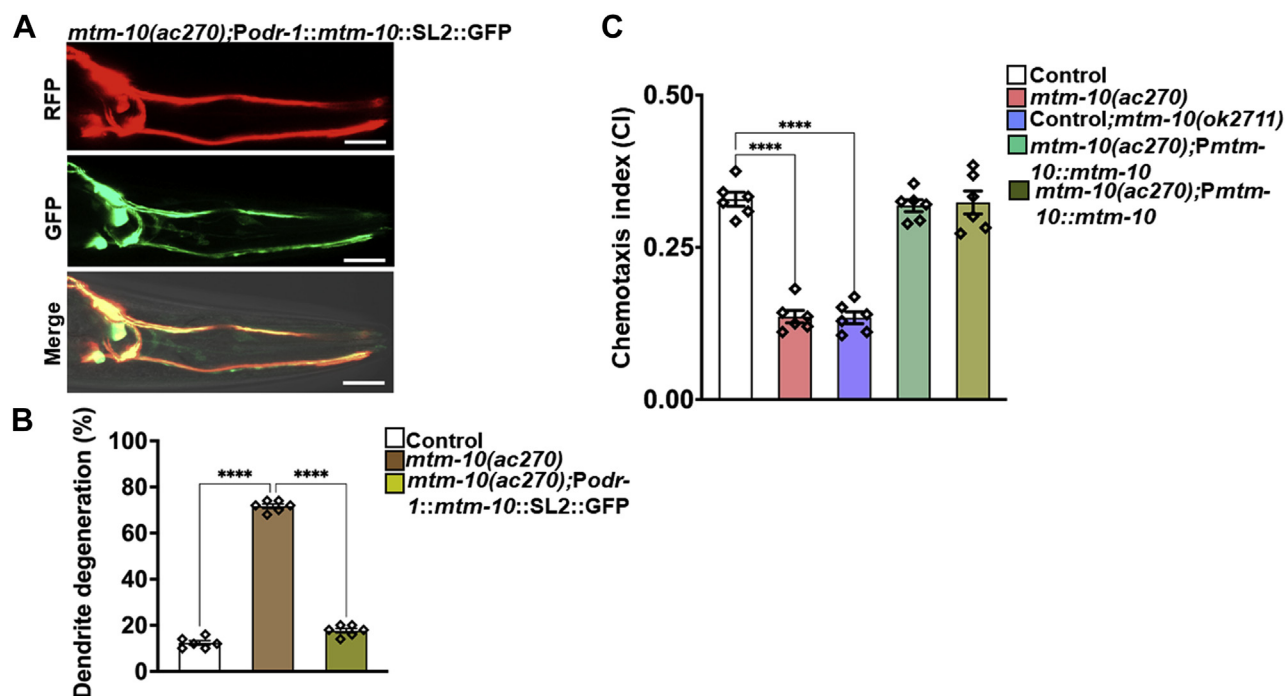 A
mtm-10(ac270);Podr-1::mtm-10::SL2::GFP
RFP
GFP
Merge
B
Dendrite degeneration (%)
100
80
60
40
20
0
****
****
Control
mtm-10(ac270)
mtm-10(ac270);Podr-
1::mtm-10::SL2::GFP
C
Chemotaxis index (CI)
0.50
0.25
0.00
****
****
Control
mtm-10(ac270)
Control;mtm-10(ok2711)
mtm-10(ac270);Pmtm-
10::mtm-10
mtm-10(ac270);Pmtm-
10::mtm-10